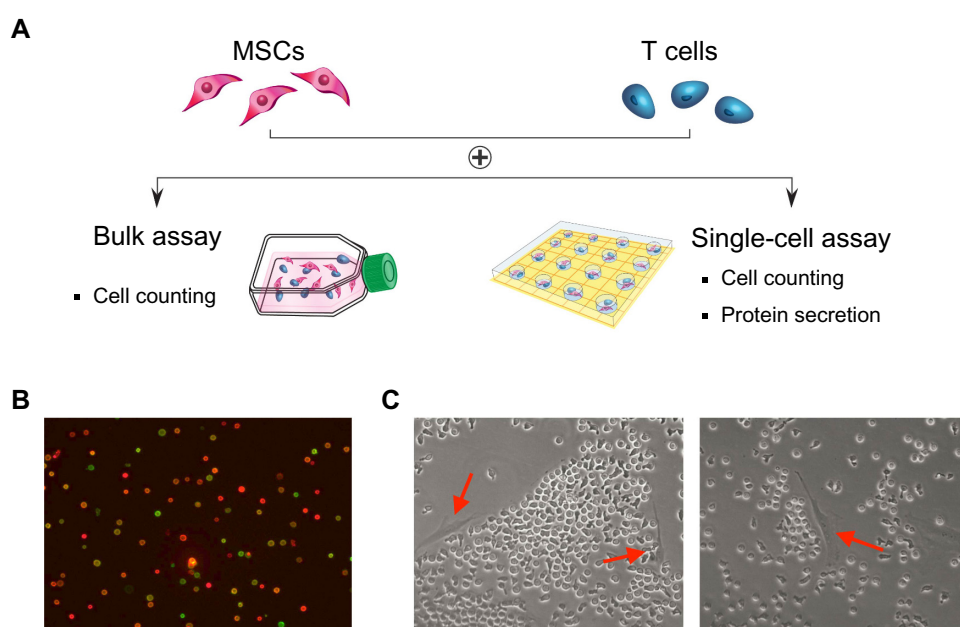 A
MSCs
T cells
+
Bulk assay
▪ Cell counting
Single-cell assay
▪ Cell counting
▪ Protein secretion
B
C